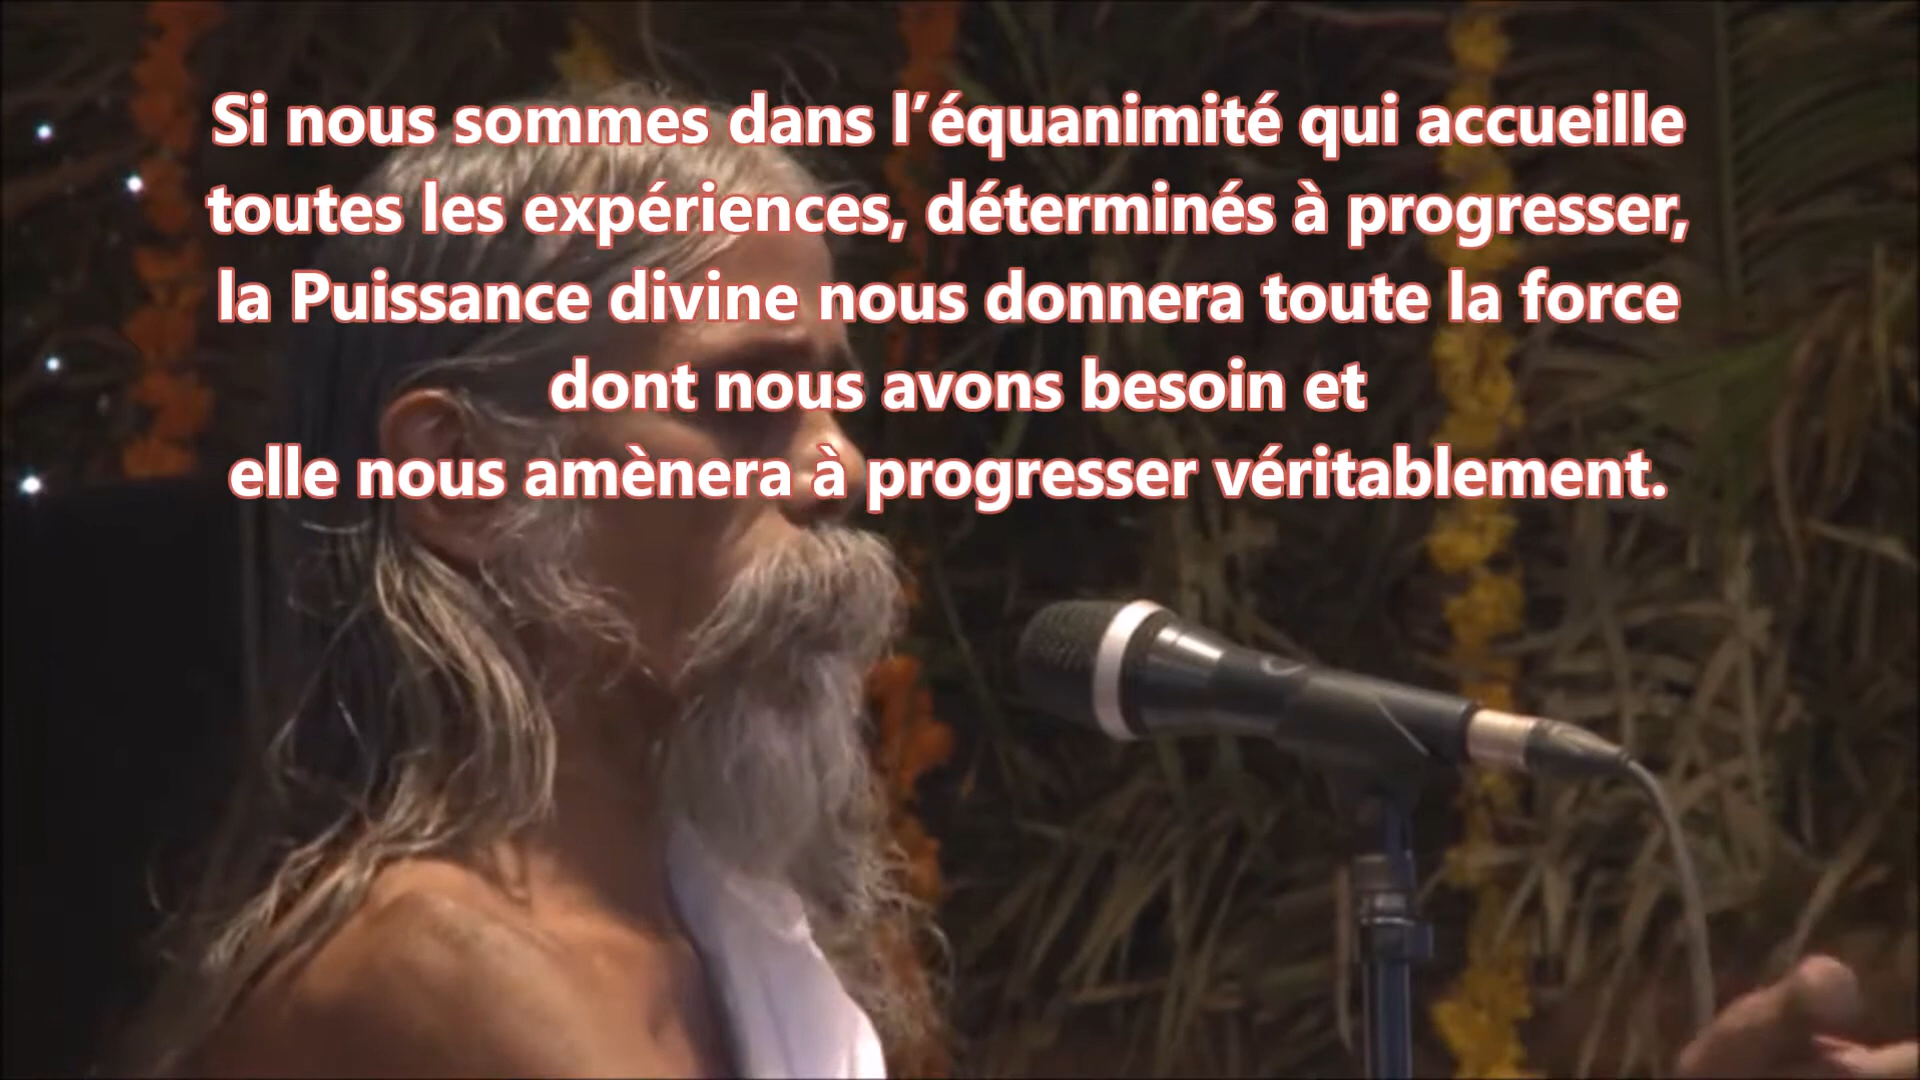 Si nous sommes dans l’équanimité qui accueille
toutes les expériences, déterminés à progresser,
la Puissance divine nous donnera toute la force
dont nous avons besoin et
elle nous amènera à progresser véritablement.